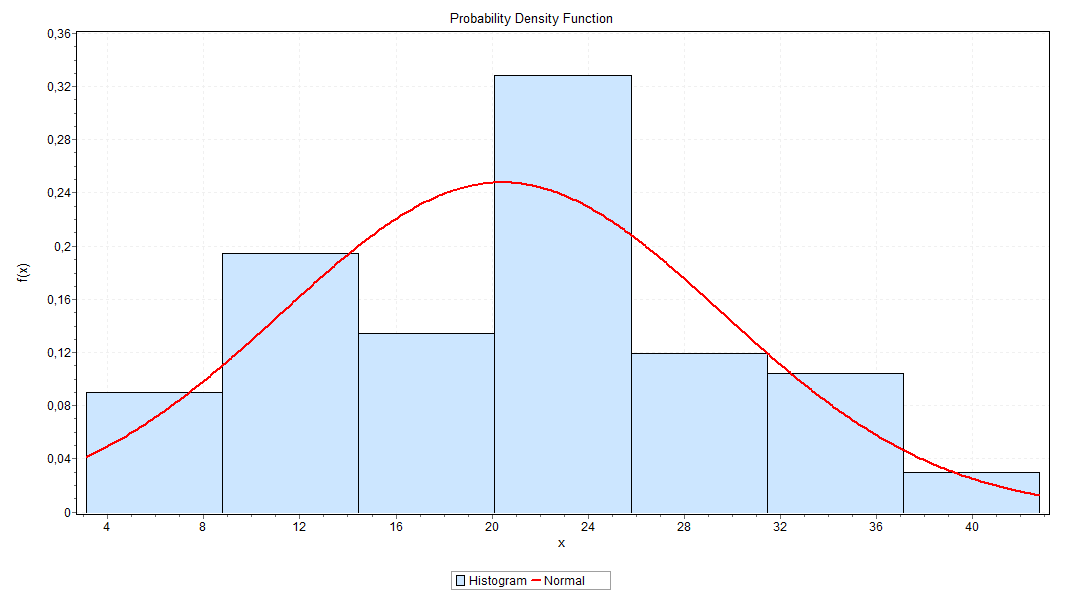 Probability Density Function
0,36
0,32
0,28
0,24
0,2
0,16
0,12
0,08
0,04
0
f(x)
4 8 12 16 20 24 28 32 36 40
x
Histogram Normal